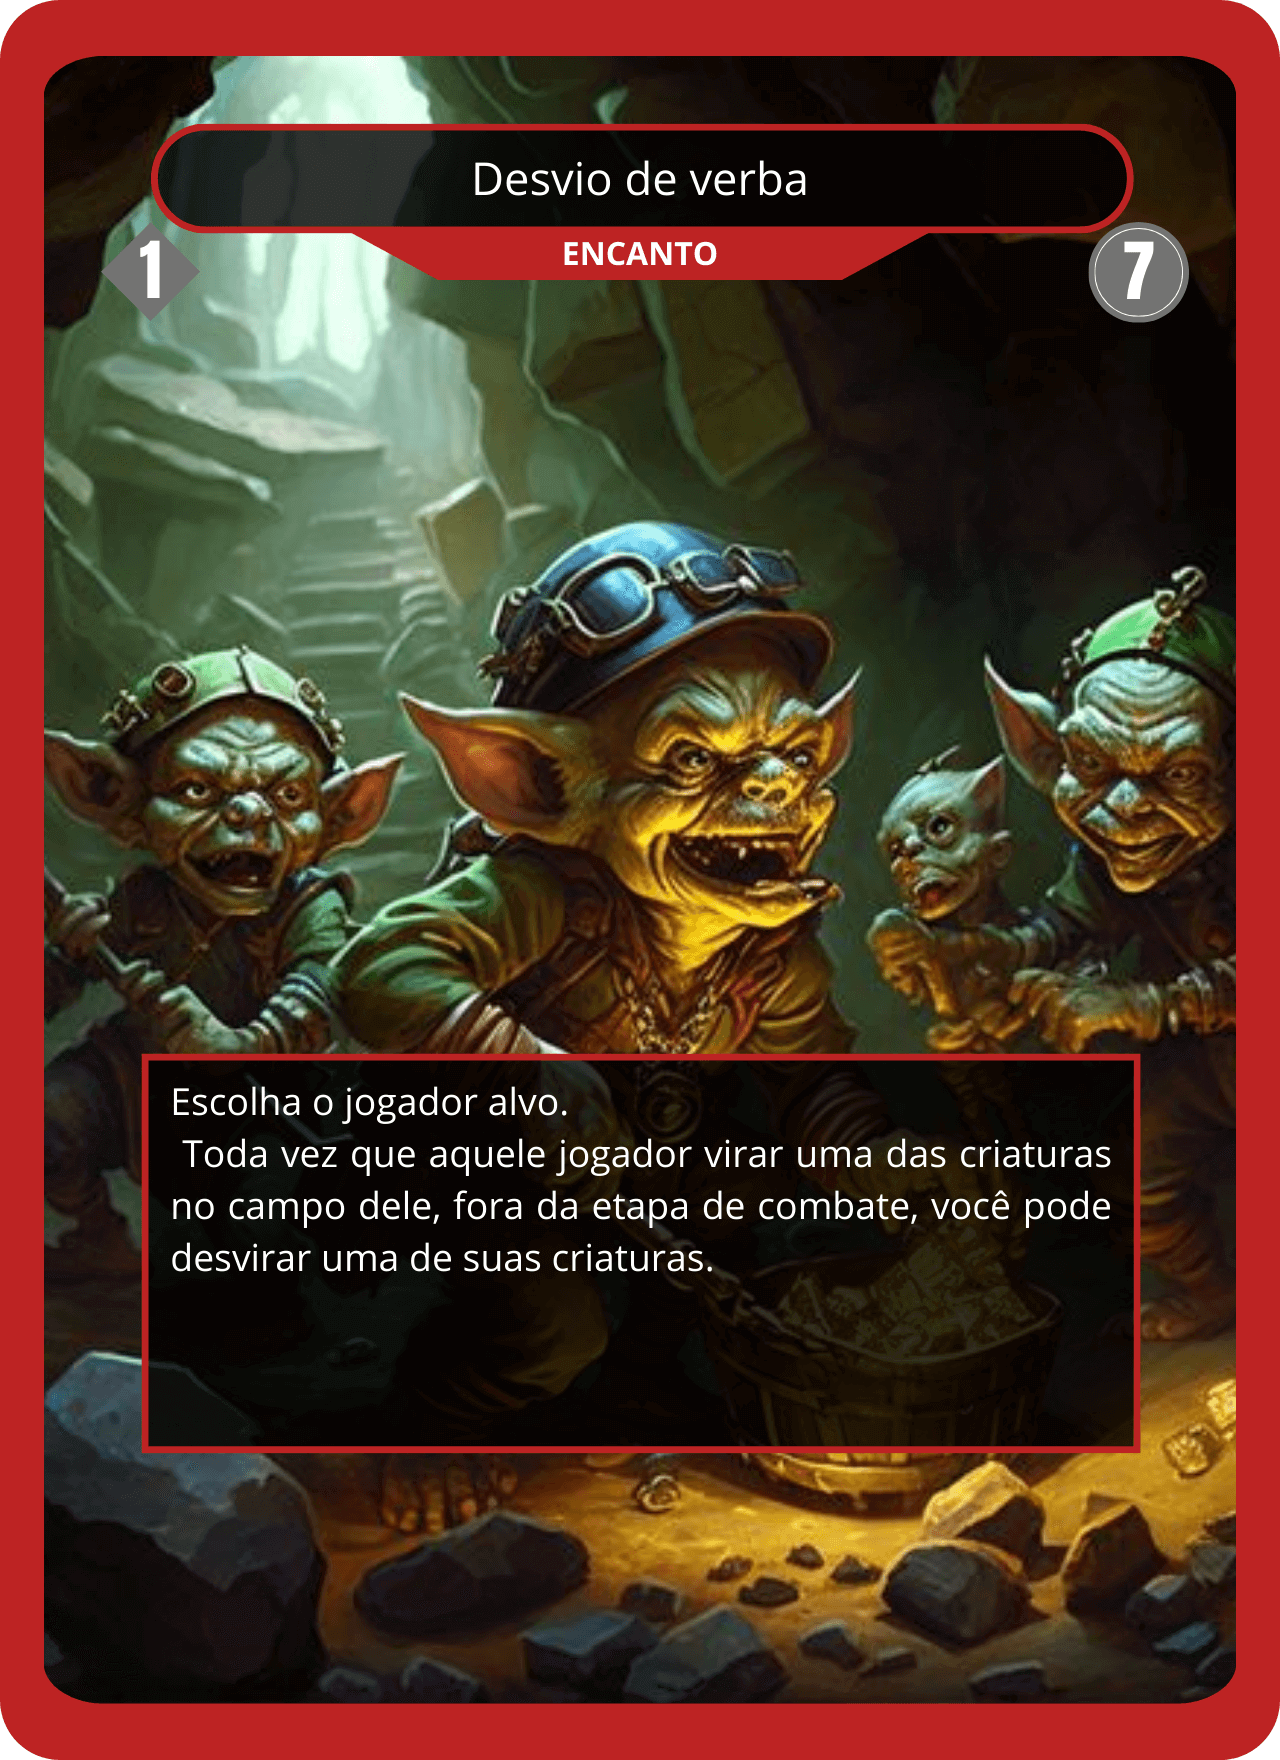 Desvio de verba
ENCANTO
1
7
Escolha o jogador alvo.
Toda vez que aquele jogador virar uma das criaturas
no campo dele, fora da etapa de combate, você pode
desvirar uma de suas criaturas.